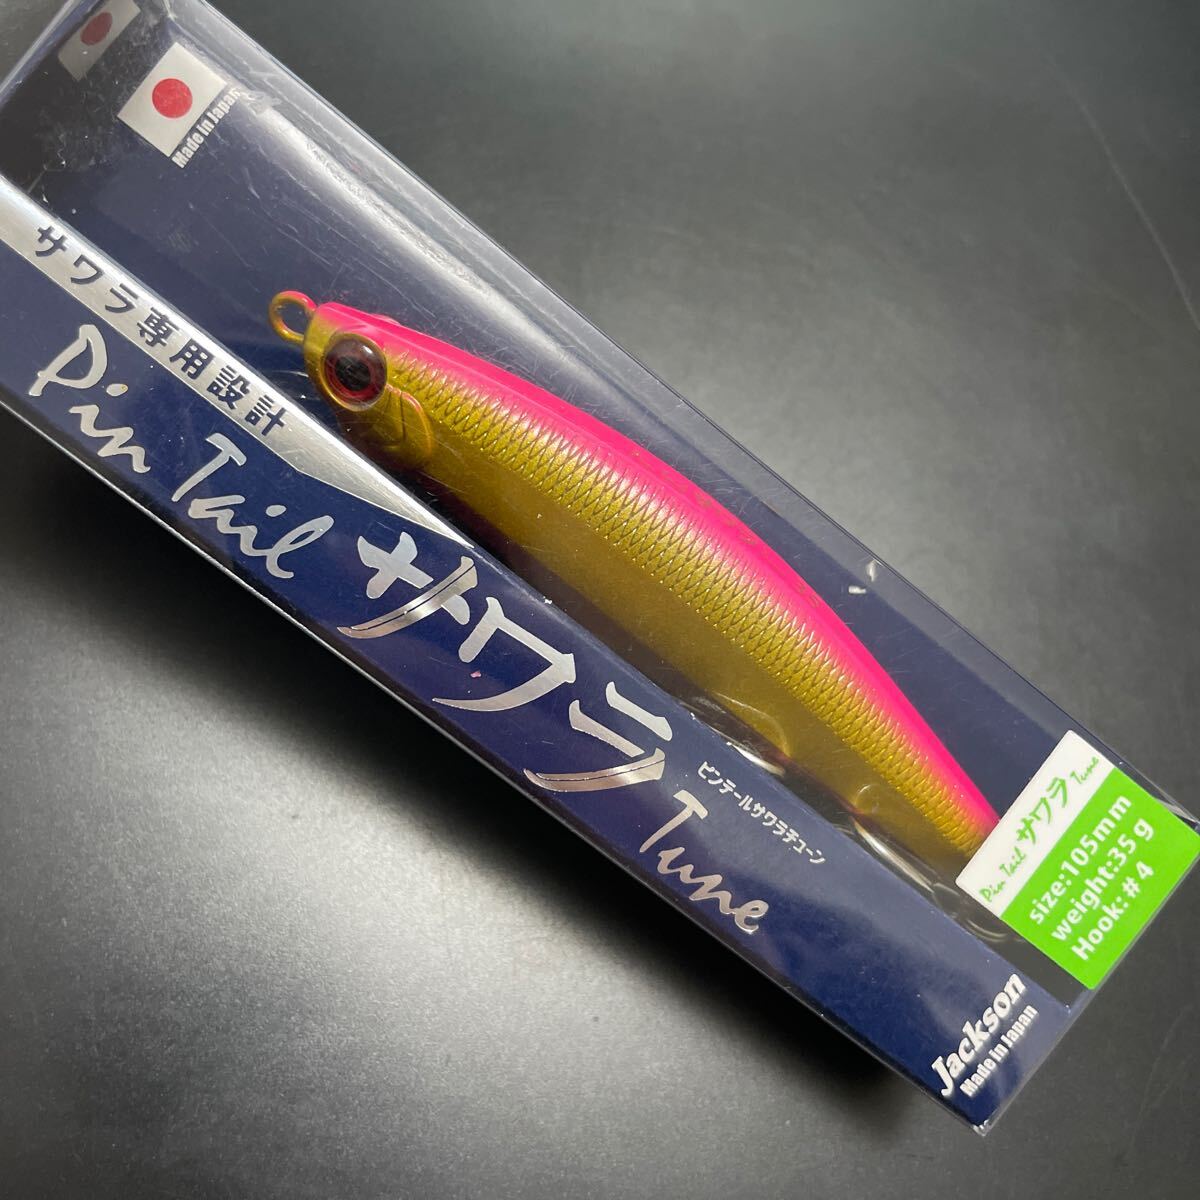 Made in Japan
サワラ専用設計
Pin Tail
サワラ
Tune
ピンテールサワラチューン
Pin Tail サワラ Tune
size:105mm
weight:35g
Hook:#4
Jackson
Made in Japan